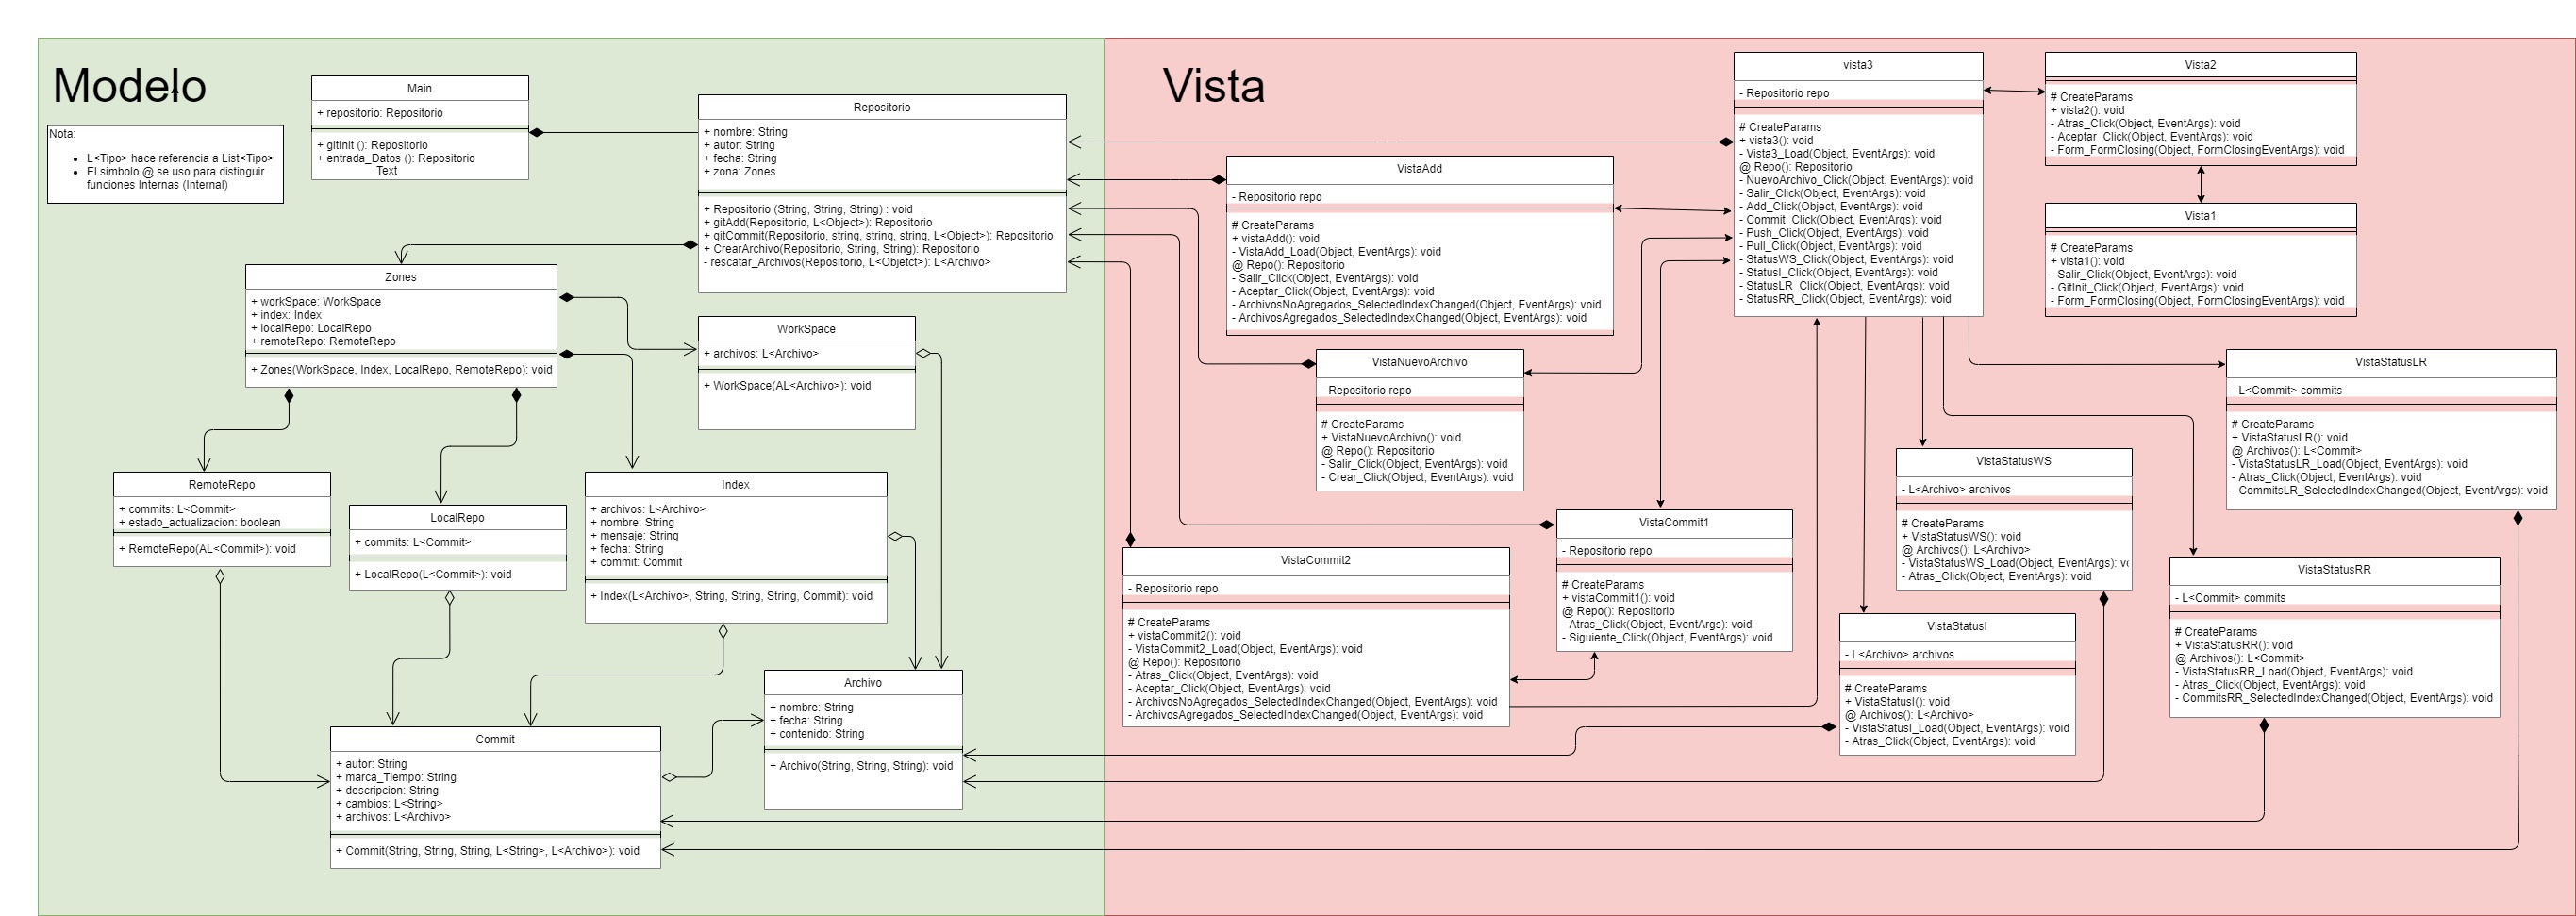 Modelo
Nota:
L<Tipo> hace referencia a List<Tipo>
El simbolo @ se uso para distinguir
funciones Internas (Internal)
Main
+ repositorio: Repositorio
+ gitInit (): Repositorio
+ entrada_Datos (): Repositorio
Text
Repositorio
+ nombre: String
+ autor: String
+ fecha: String
+ zona: Zones
+ Repositorio (String, String, String) : void
+ gitAdd(Repositorio, L<Object>): Repositorio
+ gitCommit(Repositorio, string, string, string, L<Object>): Repositorio
+ CrearArchivo(Repositorio, String, String): Repositorio
- rescatar_Archivos(Repositorio, L<Objetct>): L<Archivo>
Zones
+ workSpace: WorkSpace
+ index: Index
+ localRepo: LocalRepo
+ remoteRepo: RemoteRepo
+ Zones(WorkSpace, Index, LocalRepo, RemoteRepo): void
WorkSpace
+ archivos: L<Archivo>
+ WorkSpace(AL<Archivo>): void
RemoteRepo
+ commits: L<Commit>
+ estado_actualizacion: boolean
+ RemoteRepo(AL<Commit>): void
LocalRepo
+ commits: L<Commit>
+ LocalRepo(L<Commit>): void
Index
+ archivos: L<Archivo>
+ nombre: String
+ mensaje: String
+ fecha: String
+ commit: Commit
+ Index(L<Archivo>, String, String, String, Commit): void
Archivo
+ nombre: String
+ fecha: String
+ contenido: String
+ Archivo(String, String, String): void
Commit
+ autor: String
+ marca_Tiempo: String
+ descripcion: String
+ cambios: L<String>
+ archivos: L<Archivo>
+ Commit(String, String, String, L<String>, L<Archivo>): void
Vista
VistaAdd
- Repositorio repo
# CreateParams
+ vistaAdd(): void
- VistaAdd_Load(Object, EventArgs): void
@ Repo(): Repositorio
- Salir_Click(Object, EventArgs): void
- Aceptar_Click(Object, EventArgs): void
- ArchivosNoAgregados_SelectedIndexChanged(Object, EventArgs): void
- ArchivosAgregados_SelectedIndexChanged(Object, EventArgs): void
vista3
- Repositorio repo
# CreateParams
+ vista3(): void
- Vista3_Load(Object, EventArgs): void
@ Repo(): Repositorio
- NuevoArchivo_Click(Object, EventArgs): void
- Salir_Click(Object, EventArgs): void
- Add_Click(Object, EventArgs): void
- Commit_Click(Object, EventArgs): void
- Push_Click(Object, EventArgs): void
- Pull_Click(Object, EventArgs): void
- StatusWS_Click(Object, EventArgs): void
- StatusI_Click(Object, EventArgs): void
- StatusLR_Click(Object, EventArgs): void
- StatusRR_Click(Object, EventArgs): void
Vista2
# CreateParams
+ vista2(): void
- Atras_Click(Object, EventArgs): void
- Aceptar_Click(Object, EventArgs): void
- Form_FormClosing(Object, FormClosingEventArgs): void
Vista1
# CreateParams
+ vista1(): void
- Salir_Click(Object, EventArgs): void
- GitInit_Click(Object, EventArgs): void
- Form_FormClosing(Object, FormClosingEventArgs): void
VistaNuevoArchivo
- Repositorio repo
# CreateParams
+ VistaNuevoArchivo(): void
@ Repo(): Repositorio
- Salir_Click(Object, EventArgs): void
- Crear_Click(Object, EventArgs): void
VistaStatusLR
- L<Commit> commits
# CreateParams
+ VistaStatusLR(): void
@ Archivos(): L<Commit>
- VistaStatusLR_Load(Object, EventArgs): void
- Atras_Click(Object, EventArgs): void
- CommitsLR_SelectedIndexChanged(Object, EventArgs): void
VistaStatusWS
- L<Archivo> archivos
# CreateParams
+ VistaStatusWS(): void
@ Archivos(): L<Archivo>
- VistaStatusWS_Load(Object, EventArgs):
- Atras_Click(Object, EventArgs): void
VistaCommit1
- Repositorio repo
# CreateParams
+ vistaCommit1(): void
@ Repo(): Repositorio
- Atras_Click(Object, EventArgs): void
- Siguiente_Click(Object, EventArgs): void
VistaCommit2
- Repositorio repo
# CreateParams
+ vistaCommit2(): void
- VistaCommit2_Load(Object, EventArgs): void
@ Repo(): Repositorio
- Atras_Click(Object, EventArgs): void
- Aceptar_Click(Object, EventArgs): void
- ArchivosNoAgregados_SelectedIndexChanged(Object, EventArgs): void
- ArchivosAgregados_SelectedIndexChanged(Object, EventArgs): void
VistaStatusRR
- L<Commit> commits
# CreateParams
+ VistaStatusRR(): void
@ Archivos(): L<Commit>
- VistaStatusRR_Load(Object, EventArgs): void
- Atras_Click(Object, EventArgs): void
- CommitsRR_SelectedIndexChanged(Object, EventArgs): void
VistaStatusI
- L<Archivo> archivos
# CreateParams
+ VistaStatusI(): void
@ Archivos(): L<Archivo>
- VistaStatusI_Load(Object, EventArgs): void
- Atras_Click(Object, EventArgs): void